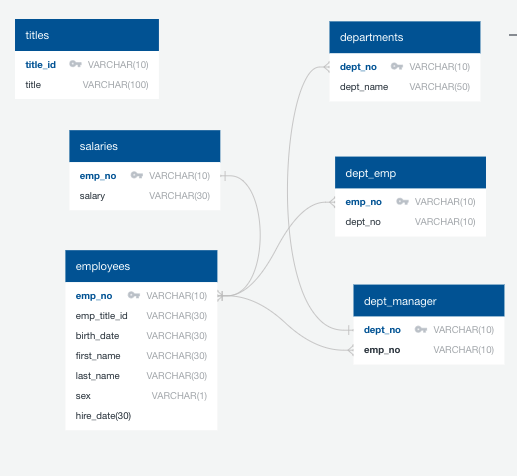 titles
title_id VARCHAR(10)
title VARCHAR(100)
departments
dept_no VARCHAR(10)
dept_name VARCHAR(50)
salaries
emp_no VARCHAR(10)
salary VARCHAR(30)
dept_emp
emp_no VARCHAR(10)
dept_no VARCHAR(10)
employees
emp_no VARCHAR(10)
emp_title_id VARCHAR(30)
birth_date VARCHAR(30)
first_name VARCHAR(30)
last_name VARCHAR(30)
sex VARCHAR(1)
hire_date(30)
dept_manager
dept_no VARCHAR(10)
emp_no VARCHAR(10)